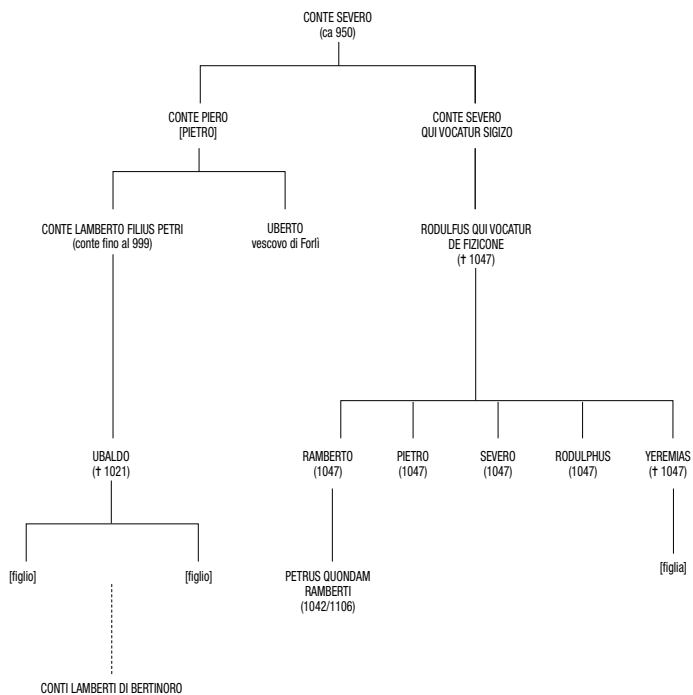 CONTE SEVERO
(ca 950)
CONTE PIERO
[PIETRO]
CONTE SEVERO
QUI VOCATUR SIGIZO
CONTE LAMBERTO FILIUS PETRI
(conte fino al 999)
UBERTO
vescovo di Forlì
RODULFUS QUI VOCATUR
DE FIZICONE
(† 1047)
UBALDO
(† 1021)
RAMBERTO
(1047)
PIETRO
(1047)
SEVERO
(1047)
RODULPHUS
(1047)
YEREMIAS
(† 1047)
[figlio]
[figlio]
PETRUS QUONDAM
RAMBERTI
(1042/1106)
[figlia]
CONTI LAMBERTI DI BERTINORO